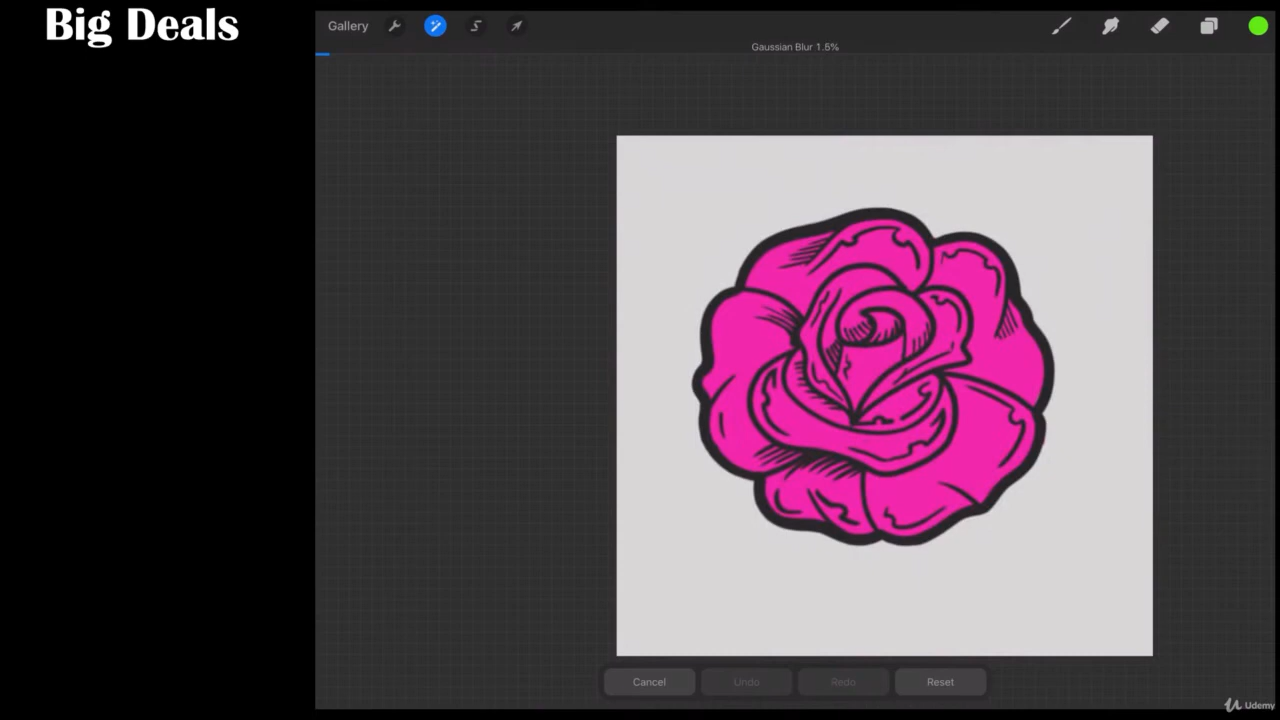 Big Deals
Gallery
Gaussian Blur 1.5%
Cancel
Undo
Redo
Reset
Udemy